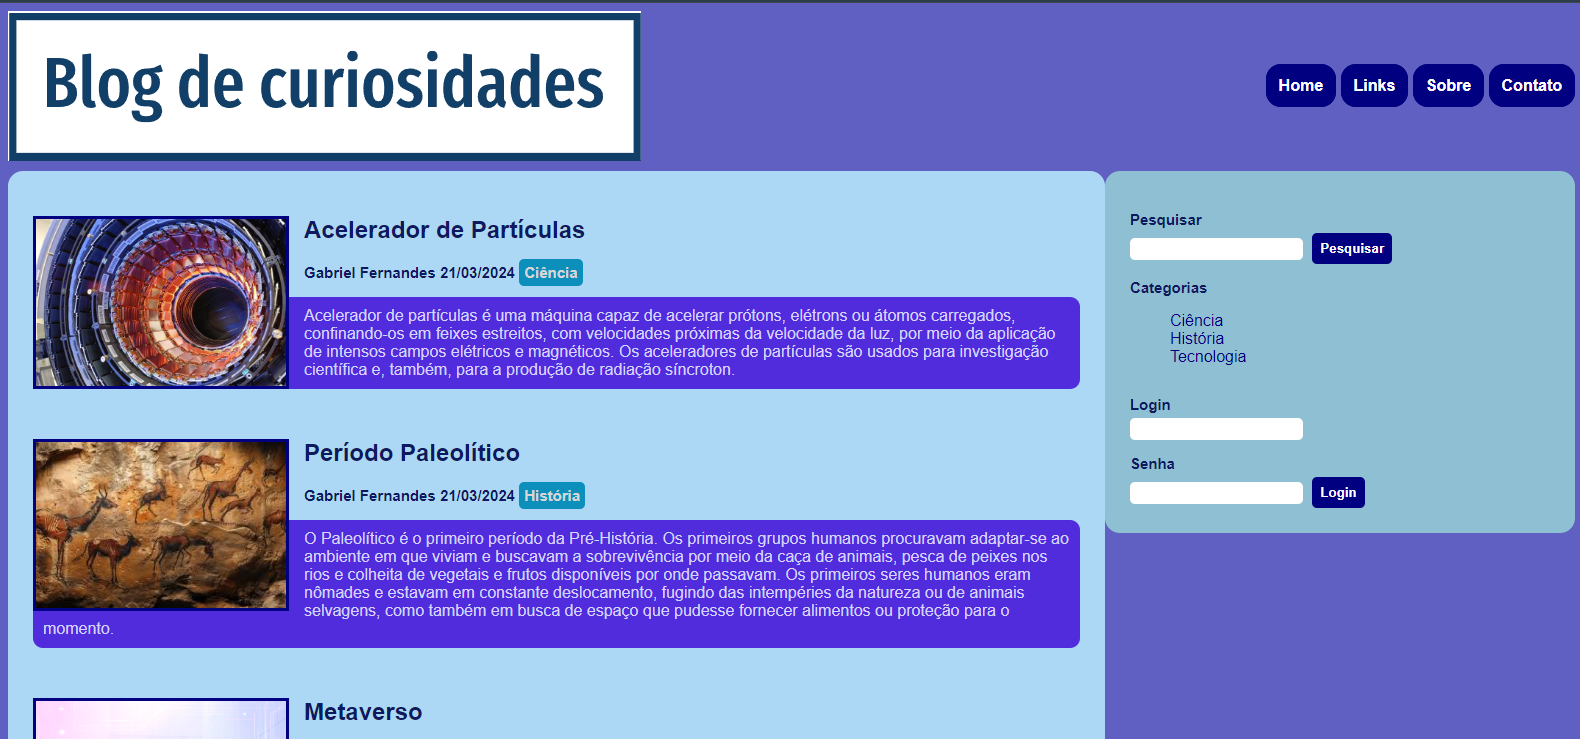 Blog de curiosidades
Home Links Sobre Contato
Acelerador de Partículas
Gabriel Fernandes 21/03/2024 Ciência
Acelerador de partículas é uma máquina capaz de acelerar prótons, elétrons ou átomos carregados,
confinando-os em feixes estreitos, com velocidades próximas da velocidade da luz, por meio da aplicação
de intensos campos elétricos e magnéticos. Os aceleradores de partículas são usados para investigação
científica e, também, para a produção de radiação síncroton.
Período Paleolítico
Gabriel Fernandes 21/03/2024 História
O Paleolítico é o primeiro período da Pré-História. Os primeiros grupos humanos procuravam adaptar-se ao
ambiente em que viviam e buscavam a sobrevivência por meio da caça de animais, pesca de peixes nos
rios e colheita de vegetais e frutos disponíveis por onde passavam. Os primeiros seres humanos eram
nômades e estavam em constante deslocamento, fugindo das intempéries da natureza ou de animais
selvagens, como também em busca de espaço que pudesse fornecer alimentos ou proteção para o
momento.
Metaverso
Pesquisar
Pesquisar
Categorias
Ciência
História
Tecnologia
Login
Senha
Login